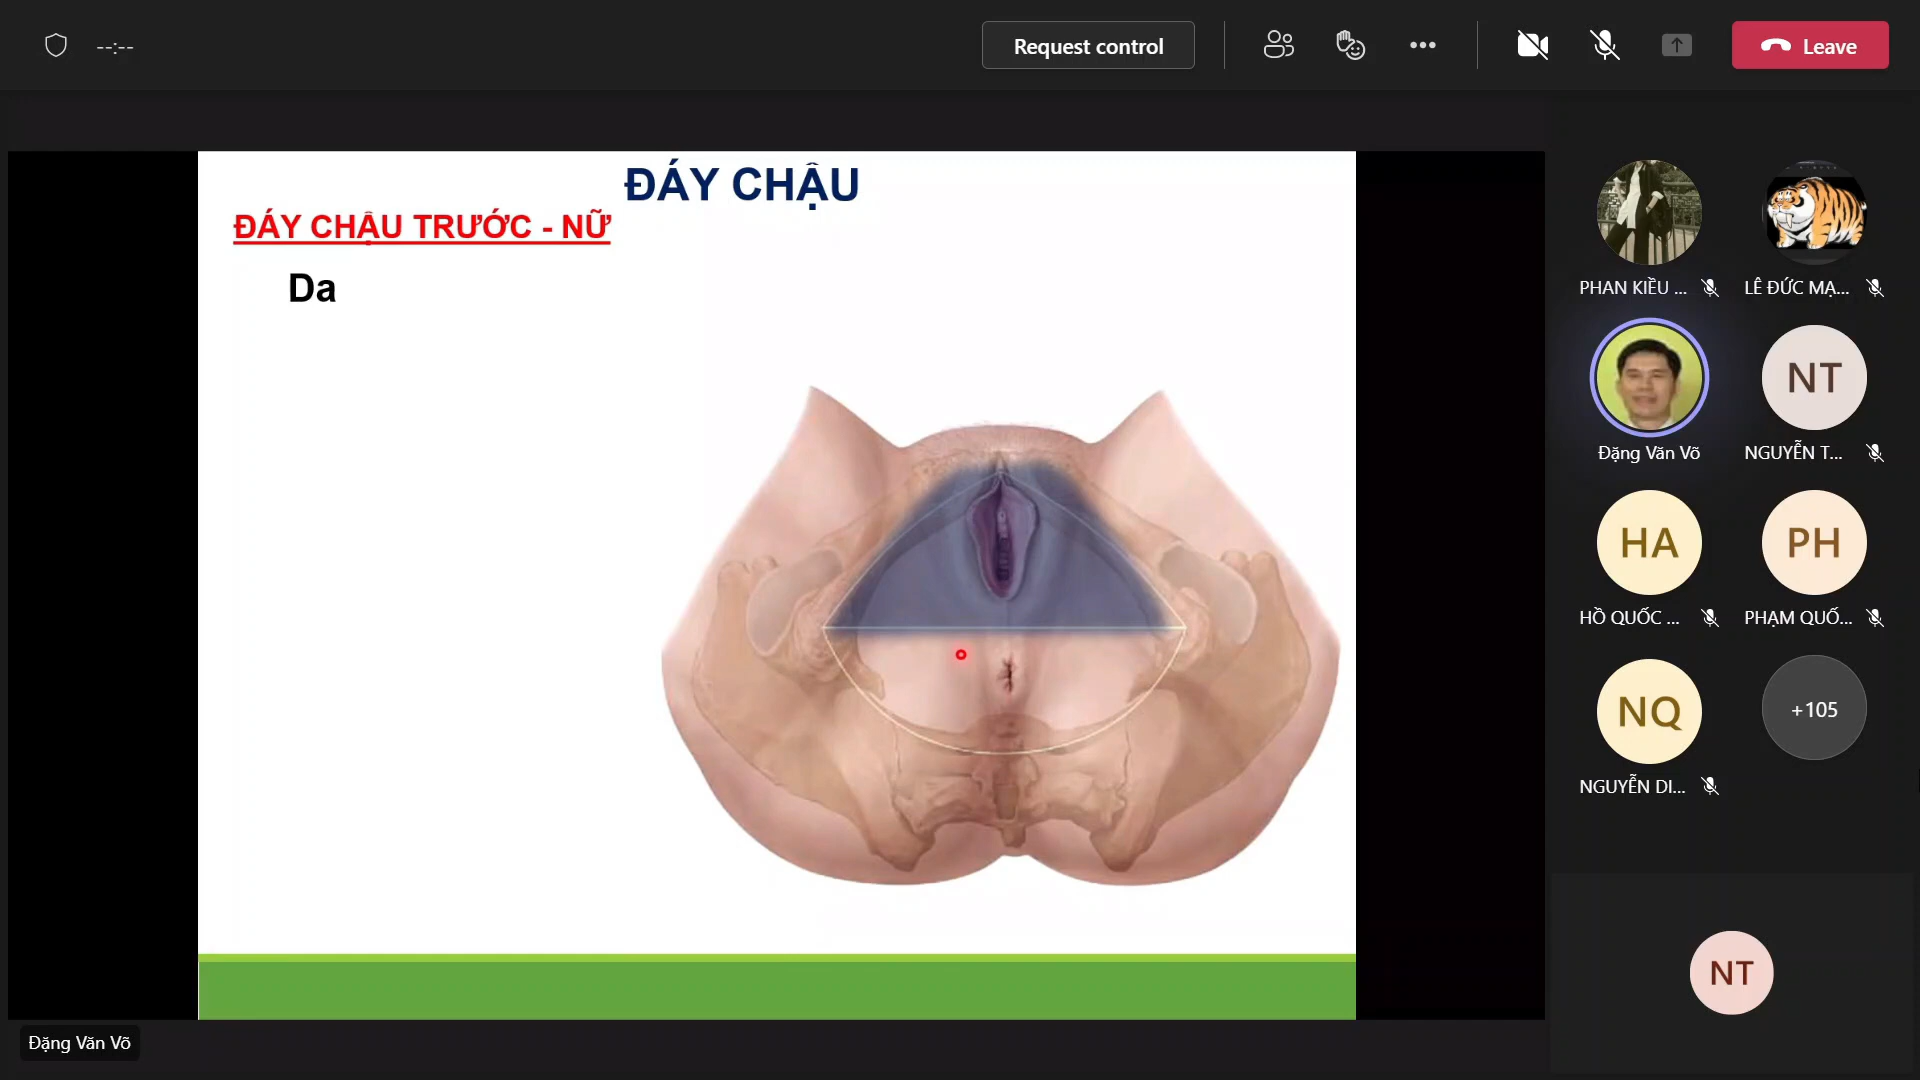 --:--
Request control
Leave
ĐÁY CHẬU
ĐÁY CHẬU TRƯỚC - NỮ
Da
PHAN KIỀU ...
LÊ ĐỨC MẠ...
Đặng Văn Võ
NT
NGUYỄN T...
HA
HỒ QUỐC ...
PH
PHẠM QUỐ...
NQ
NGUYỄN DI...
+105
NT
Đặng Văn Võ